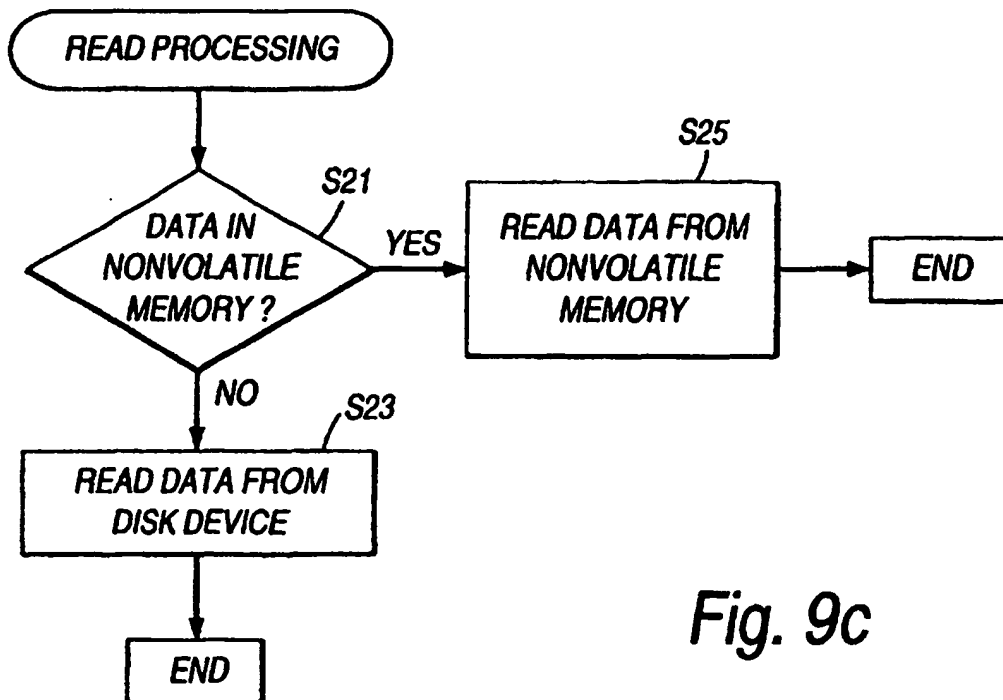 READ PROCESSING
S21
DATA IN
NONVOLATILE
MEMORY ?
YES
S25
READ DATA FROM
NONVOLATILE
MEMORY
END
NO
S23
READ DATA FROM
DISK DEVICE
END
Fig. 9c